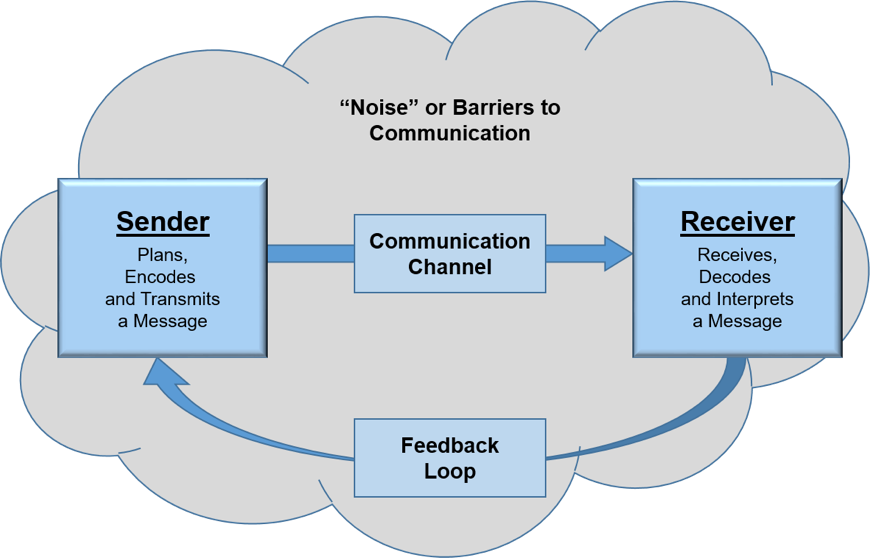 “Noise” or Barriers to
Communication
Sender
Plans,
Encodes
and Transmits
a Message
Communication
Channel
Receiver
Receives,
Decodes
and Interprets
a Message
Feedback
Loop